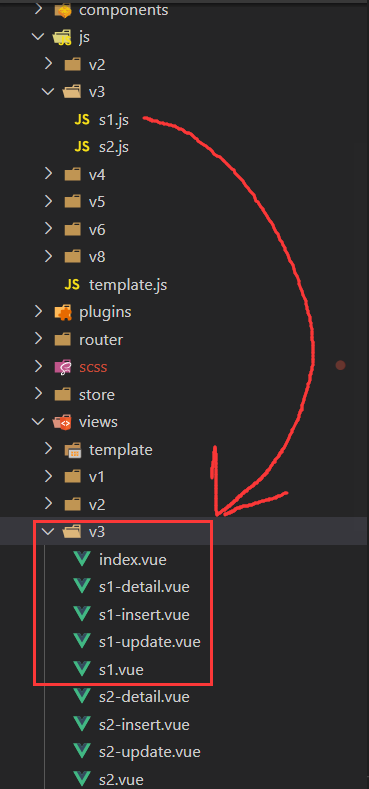 components
js
v2
v3
JS s1.js
JS s2.js
v4
v5
v6
v8
JS template.js
plugins
router
scss
store
views
template
v1
v2
v3
index.vue
s1-detail.vue
s1-insert.vue
s1-update.vue
s1.vue
s2-detail.vue
s2-insert.vue
s2-update.vue
s2.vue